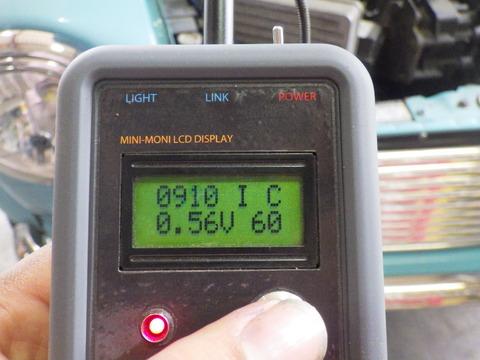 LIGHT LINK POWER
MINI-MONI LCD DISPLAY
0910 I C
0.56V 60